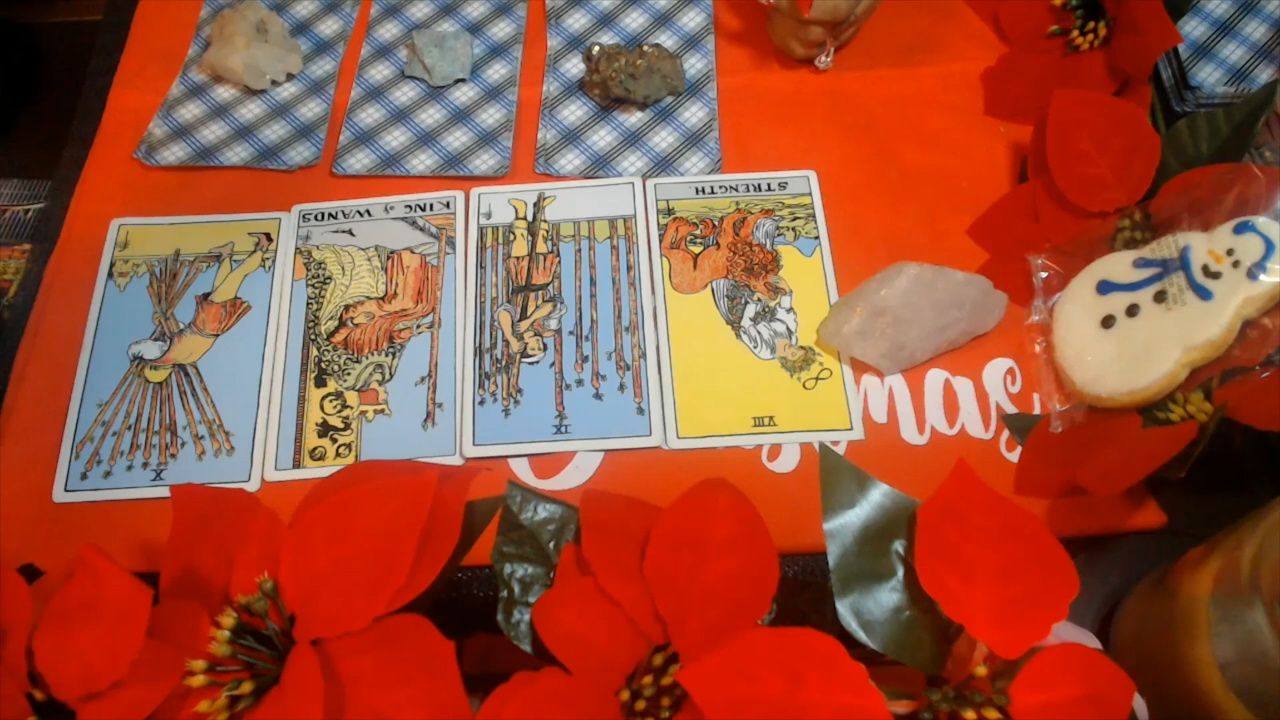 STRENGTH.
KING of WANDS
X
IX
VIII
mas